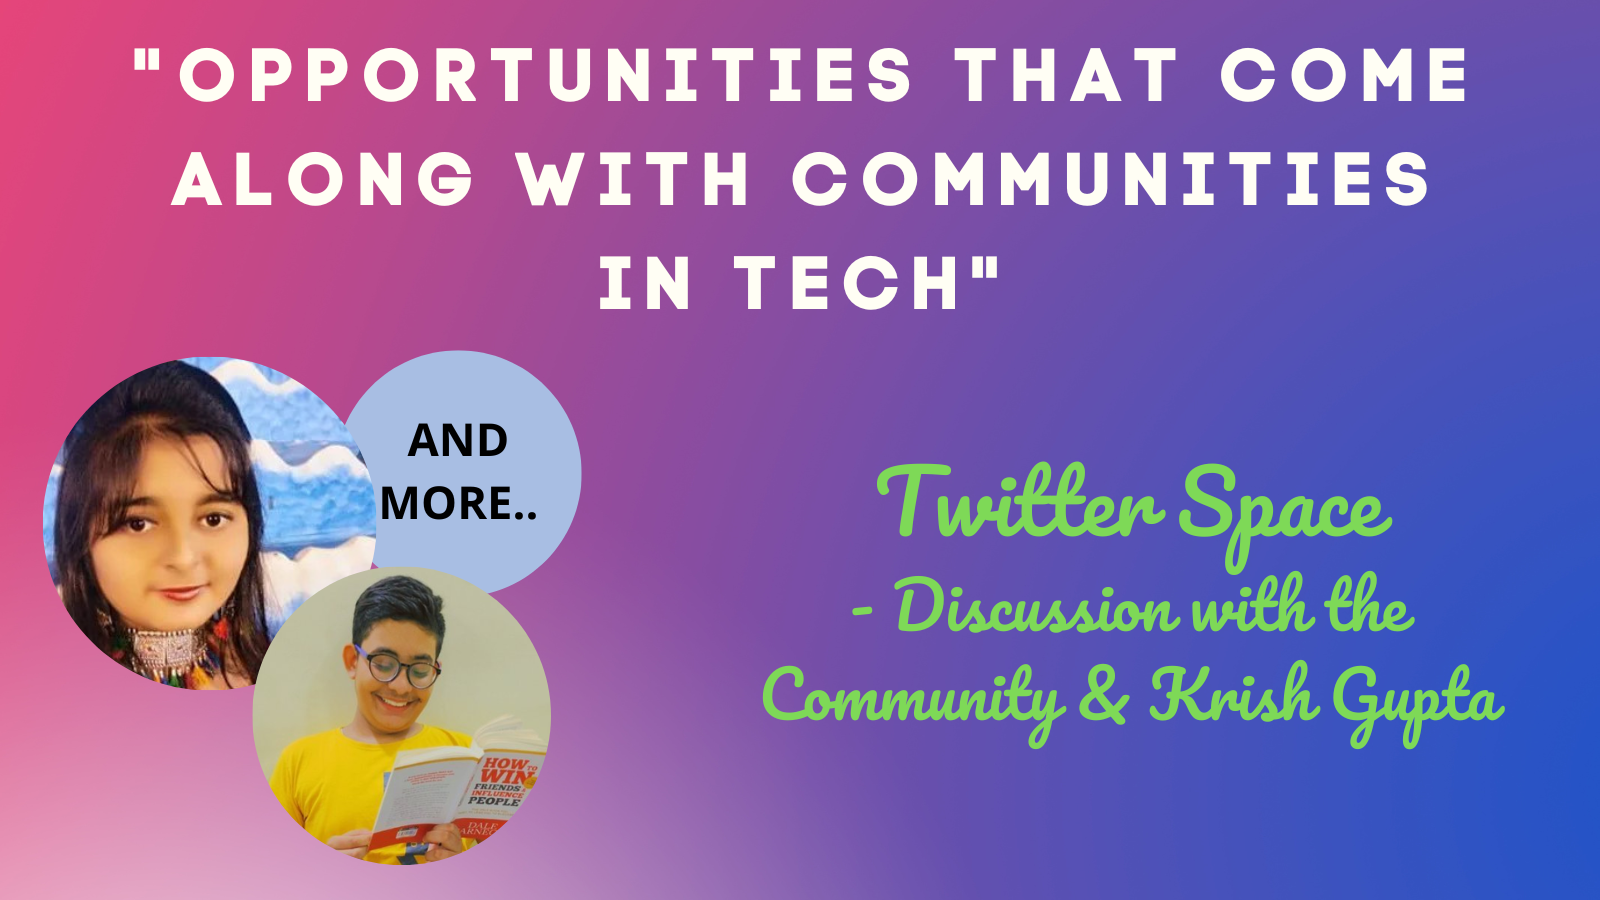 "OPPORTUNITIES THAT COME
ALONG WITH COMMUNITIES
IN TECH"
AND
MORE..
Twitter Space
- Discussion with the
Community & Krish Gupta
HOW TO
WIN
FRIENDS &
INFLUENCE
PEOPLE
DALE